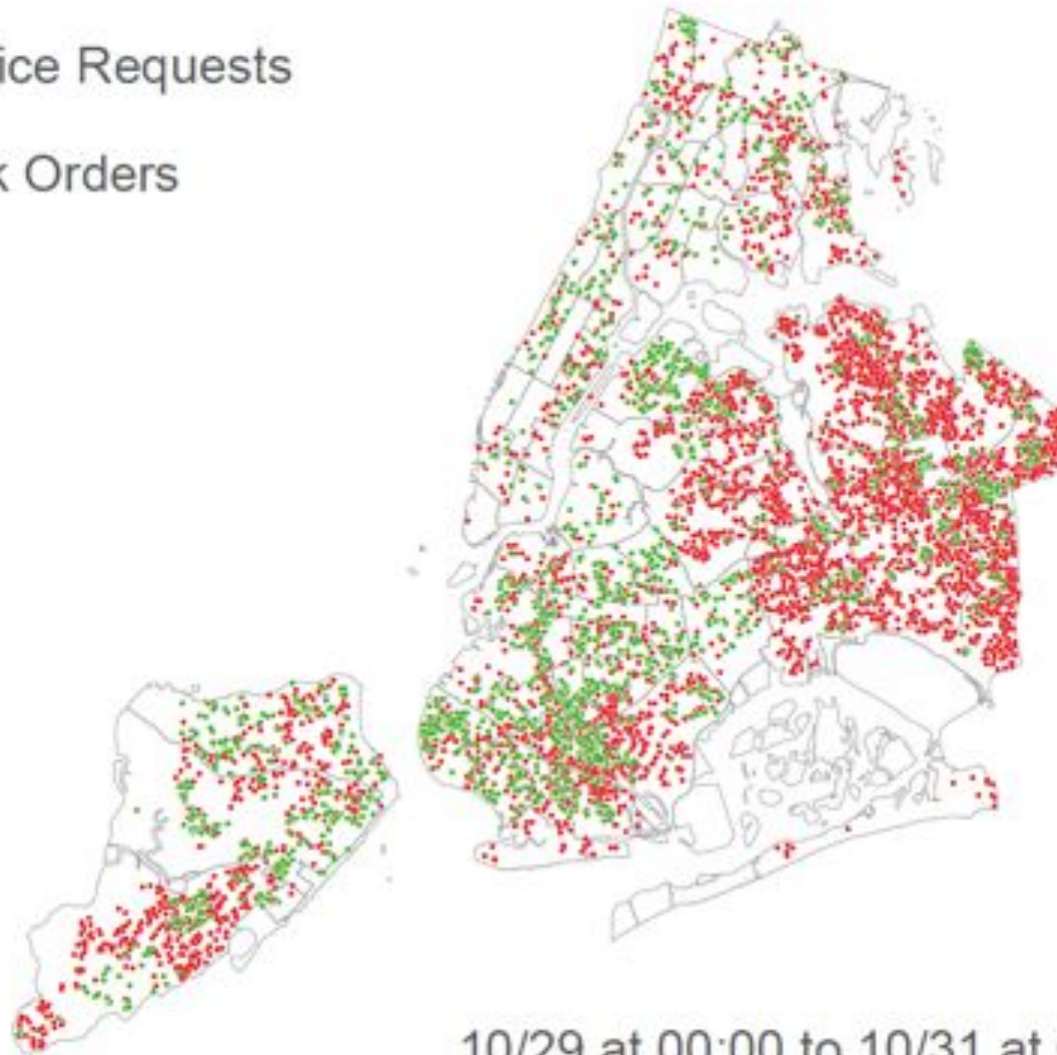 ice Requests
k Orders
10/29 at 00:00 to 10/31 at